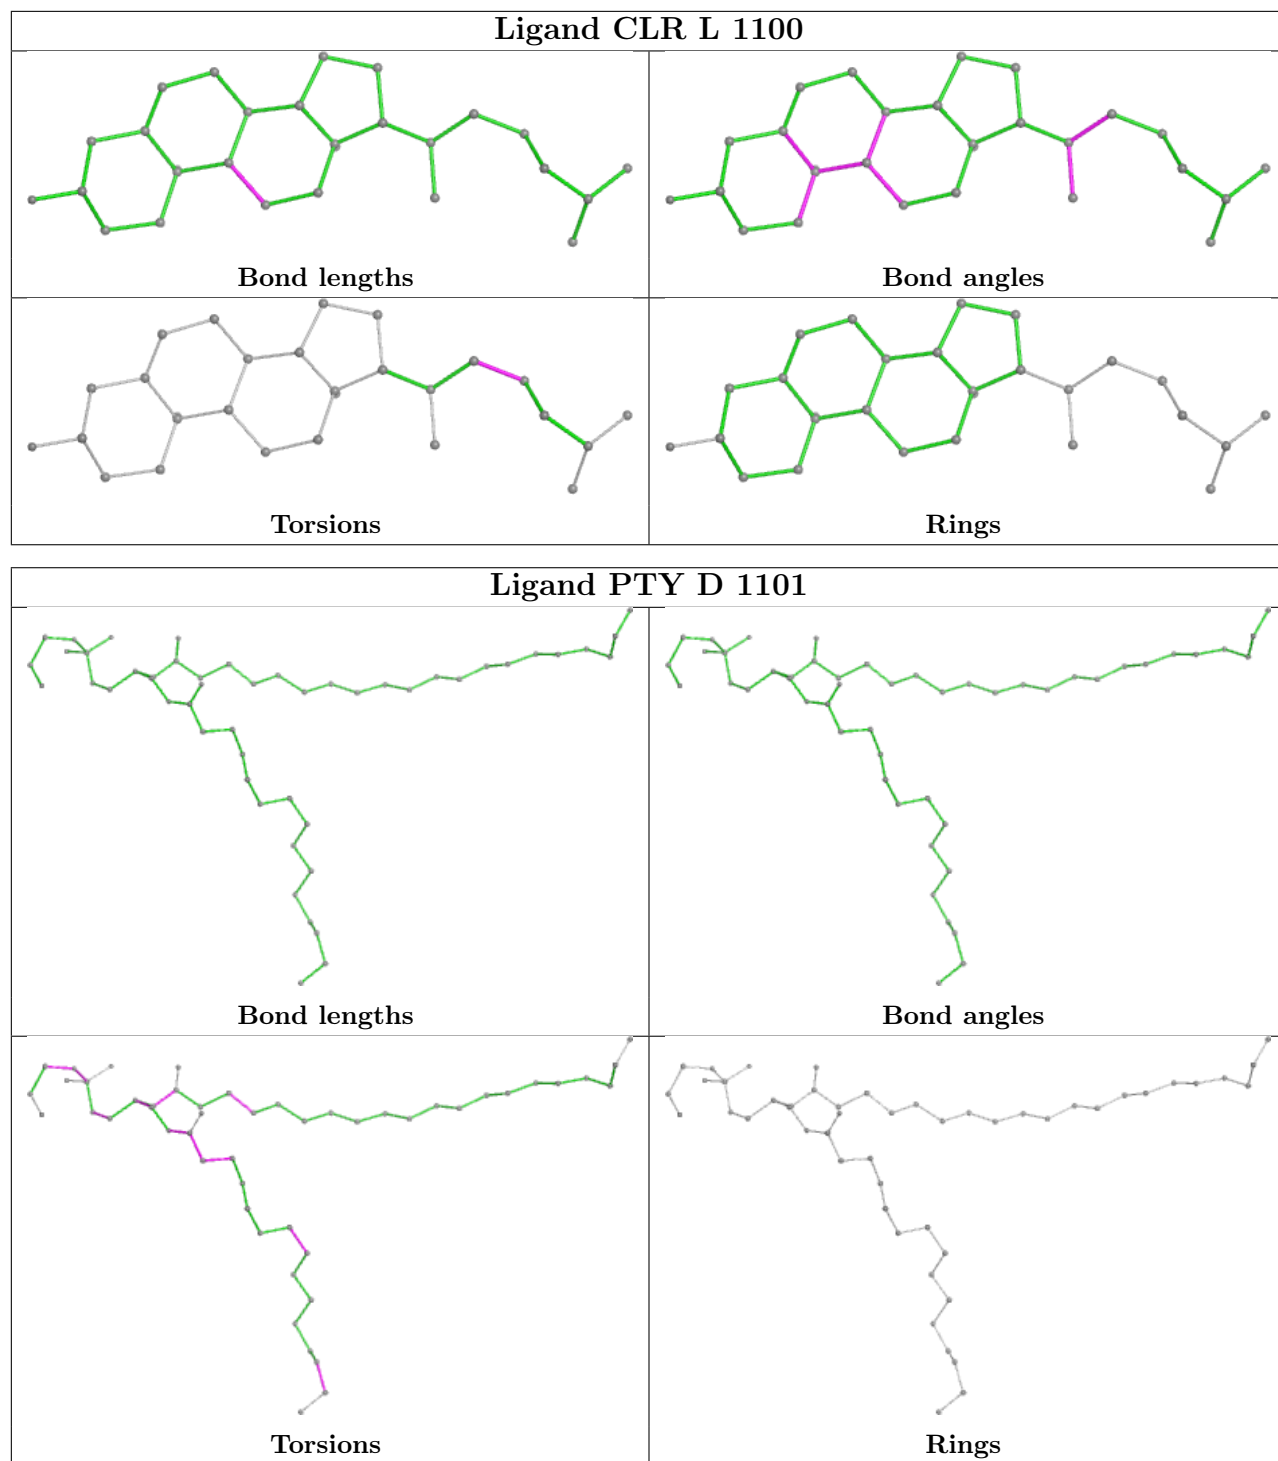 Ligand CLR L 1100
Bond lengths
Bond angles
Torsions
Rings
Ligand PTY D 1101
Bond lengths
Bond angles
Torsions
Rings